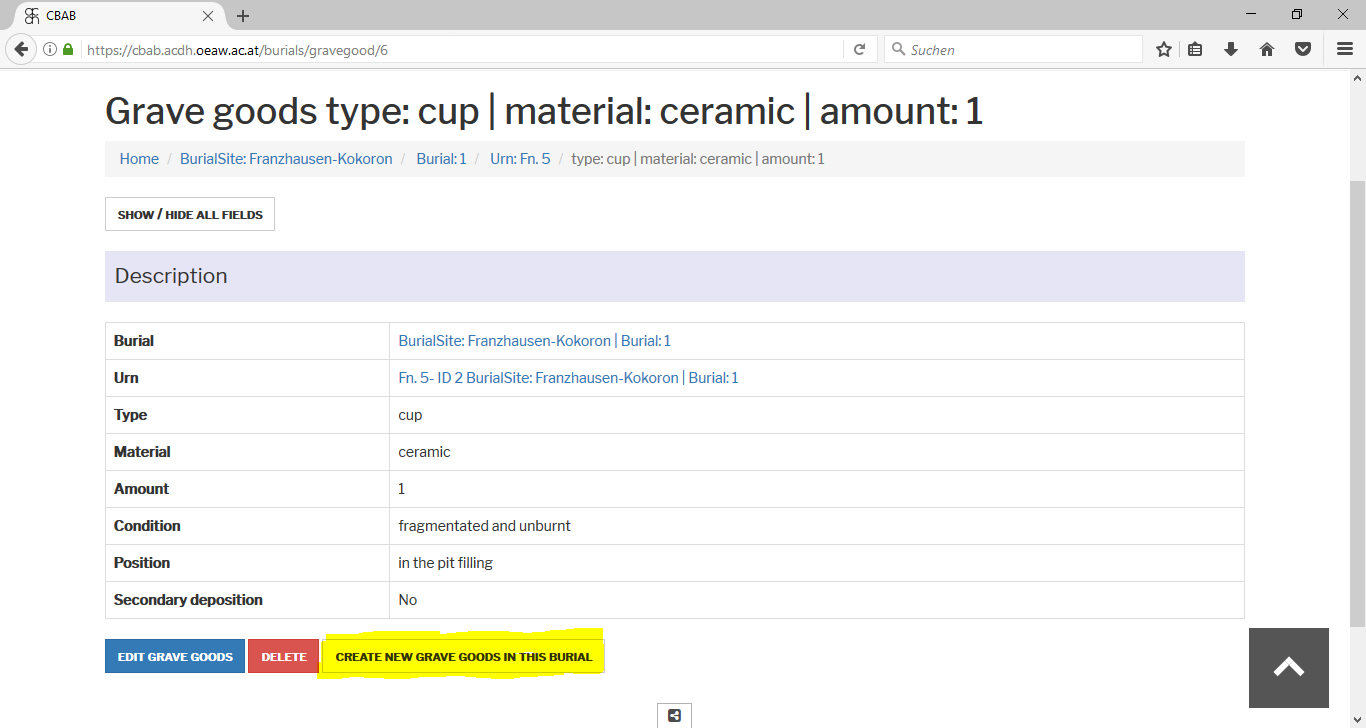 CBAB
https://cbab.acdh.oeaw.ac.at/burials/gravegood/6
Suchen
Grave goods type: cup | material: ceramic | amount: 1
Home / BurialSite: Franzhausen-Kokoron / Burial: 1 / Urn: Fn. 5 / type: cup | material: ceramic | amount: 1
SHOW / HIDE ALL FIELDS
Description
Burial BurialSite: Franzhausen-Kokoron | Burial: 1
Urn Fn. 5- ID 2 BurialSite: Franzhausen-Kokoron | Burial: 1
Type cup
Material ceramic
Amount 1
Condition fragmentated and unburnt
Position in the pit filling
Secondary deposition No
EDIT GRAVE GOODS DELETE CREATE NEW GRAVE GOODS IN THIS BURIAL